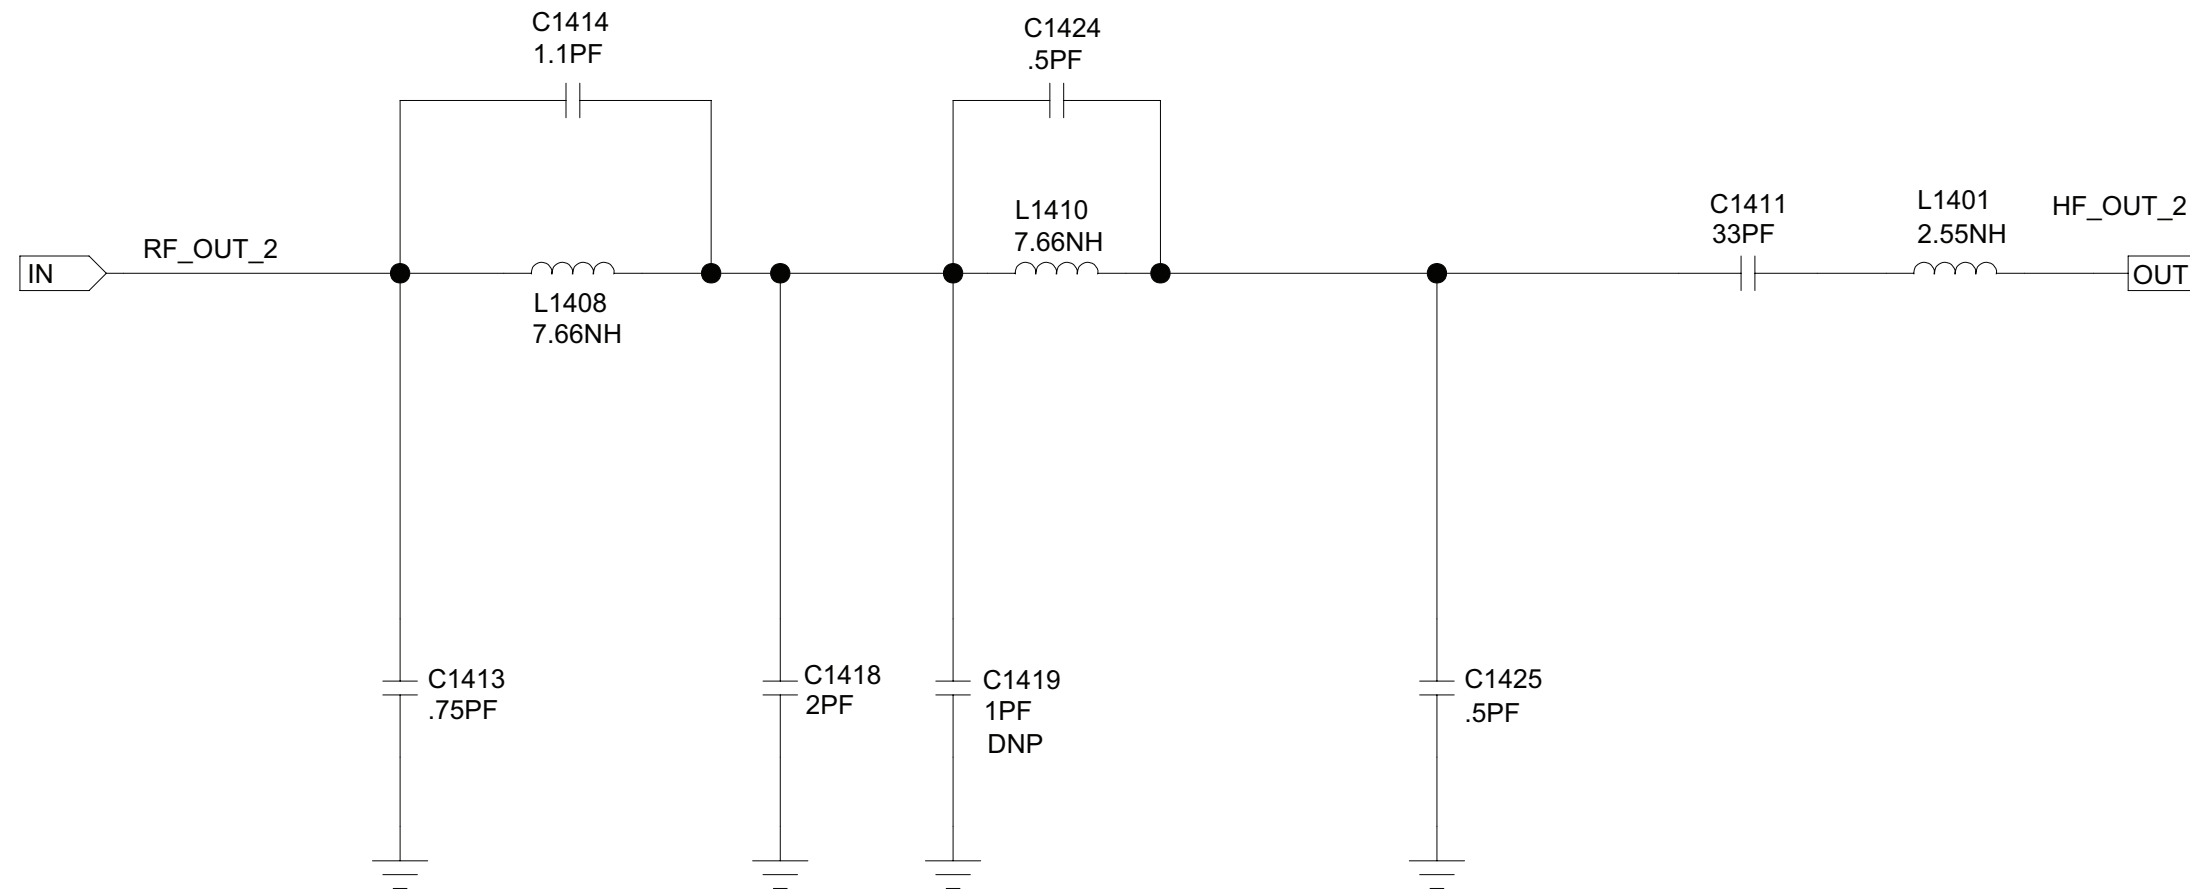 C1414
1.1PF
C1424
.5PF
L1410
7.66NH
C1411
33PF
L1401
2.55NH
HF_OUT_2
RF_OUT_2
IN
OUT
L1408
7.66NH
C1413
.75PF
C1418
2PF
C1419
1PF
DNP
C1425
.5PF